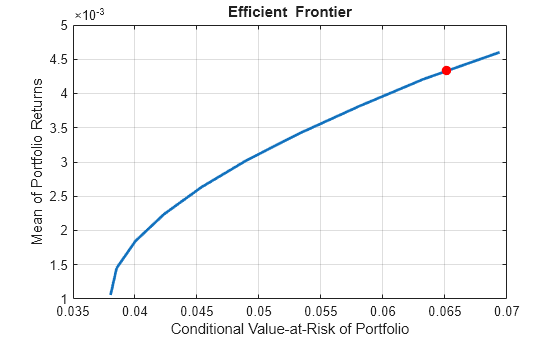 Efficient Frontier
×10⁻³
5
4.5
4
3.5
3
2.5
2
1.5
1
Mean of Portfolio Returns
0.035 0.04 0.045 0.05 0.055 0.06 0.065 0.07
Conditional Value-at-Risk of Portfolio